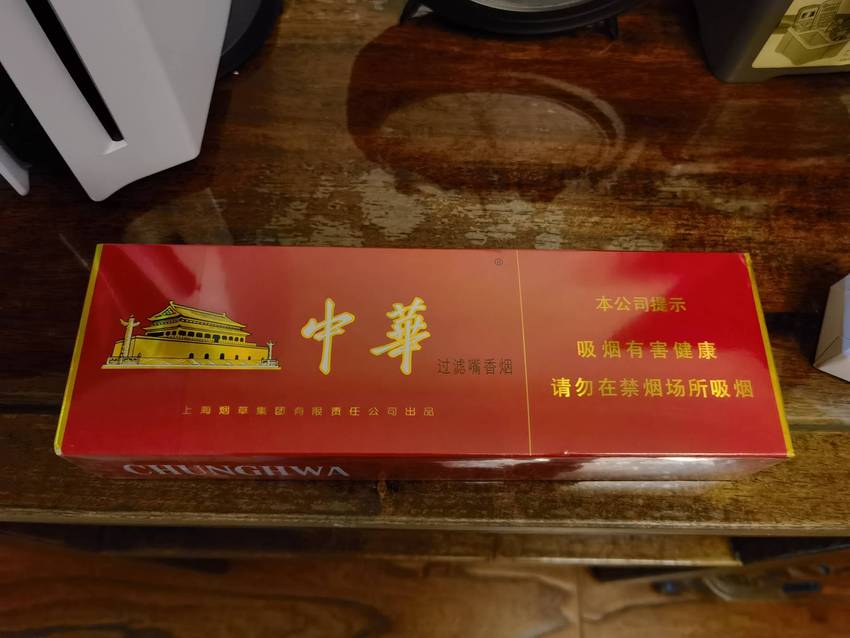 中華
®
过滤嘴香烟
上海烟草集团有限责任公司出品
CHUNGHWA
本公司提示
吸烟有害健康
请勿在禁烟场所吸烟